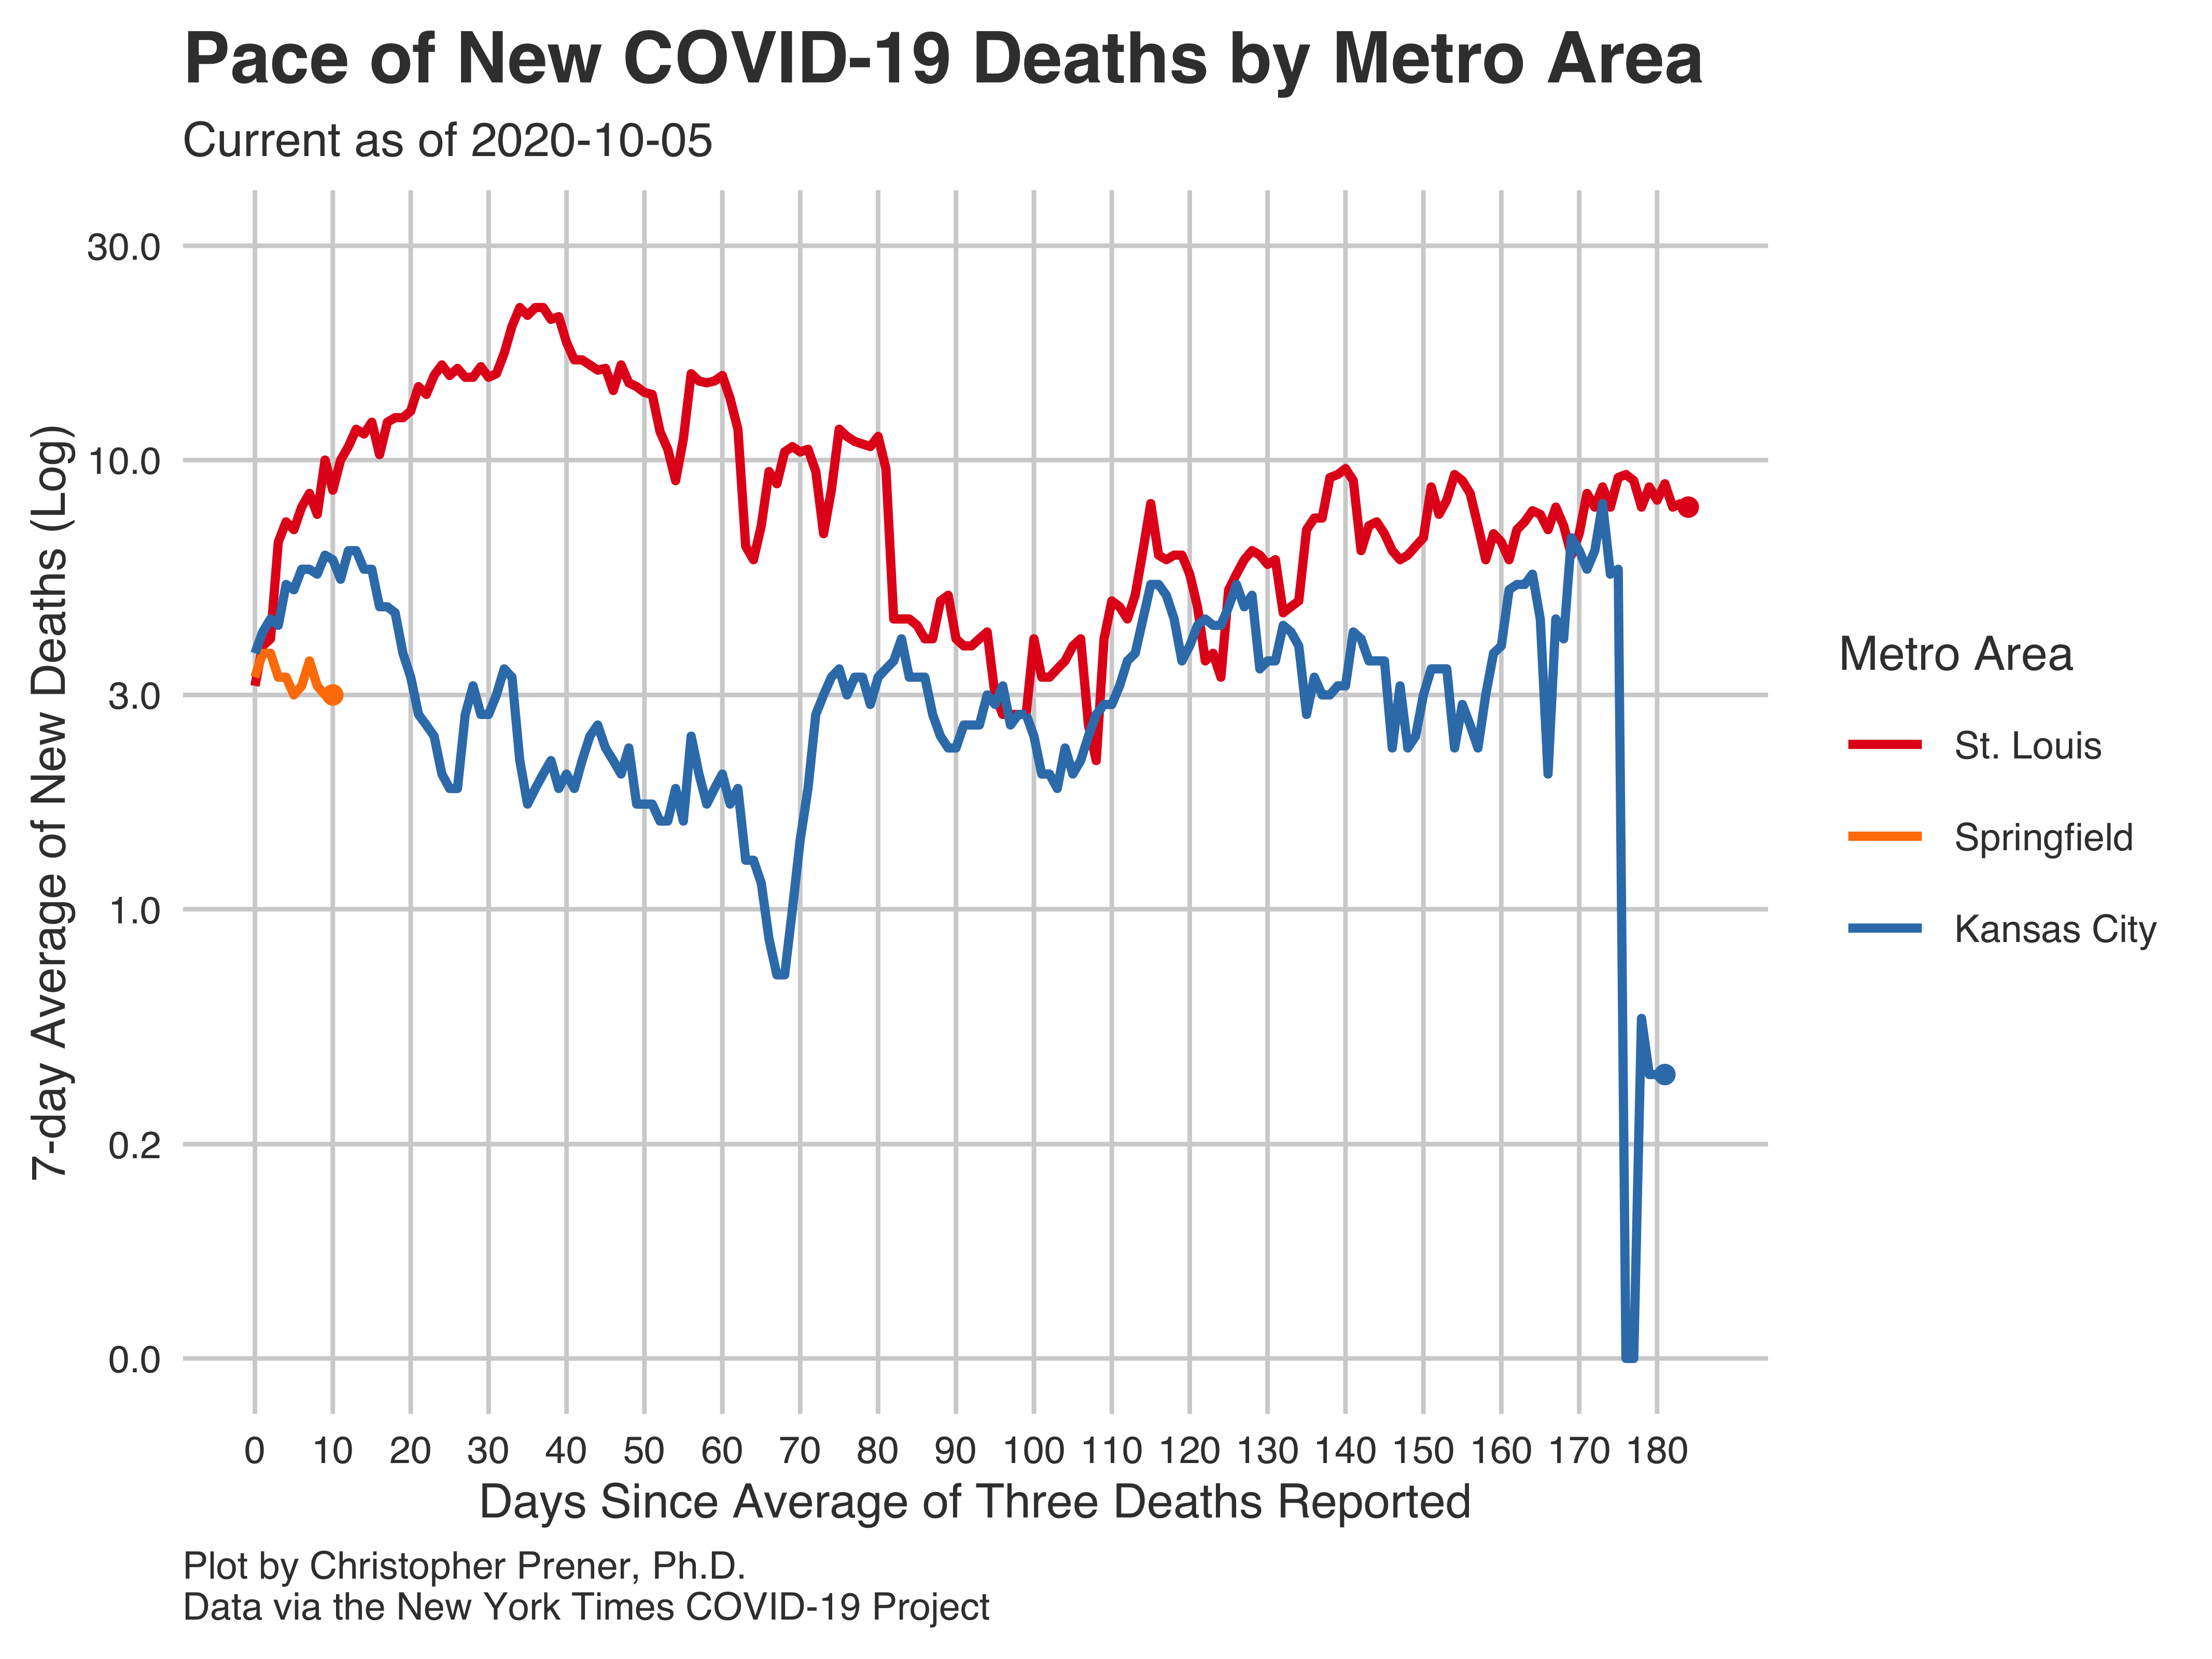 Pace of New COVID-19 Deaths by Metro Area
Current as of 2020-10-05
7-day Average of New Deaths (Log)
30.0
10.0
3.0
1.0
0.2
0.0
0 10 20 30 40 50 60 70 80 90 100 110 120 130 140 150 160 170 180
Days Since Average of Three Deaths Reported
Metro Area
St. Louis
Springfield
Kansas City
Plot by Christopher Prener, Ph.D.
Data via the New York Times COVID-19 Project